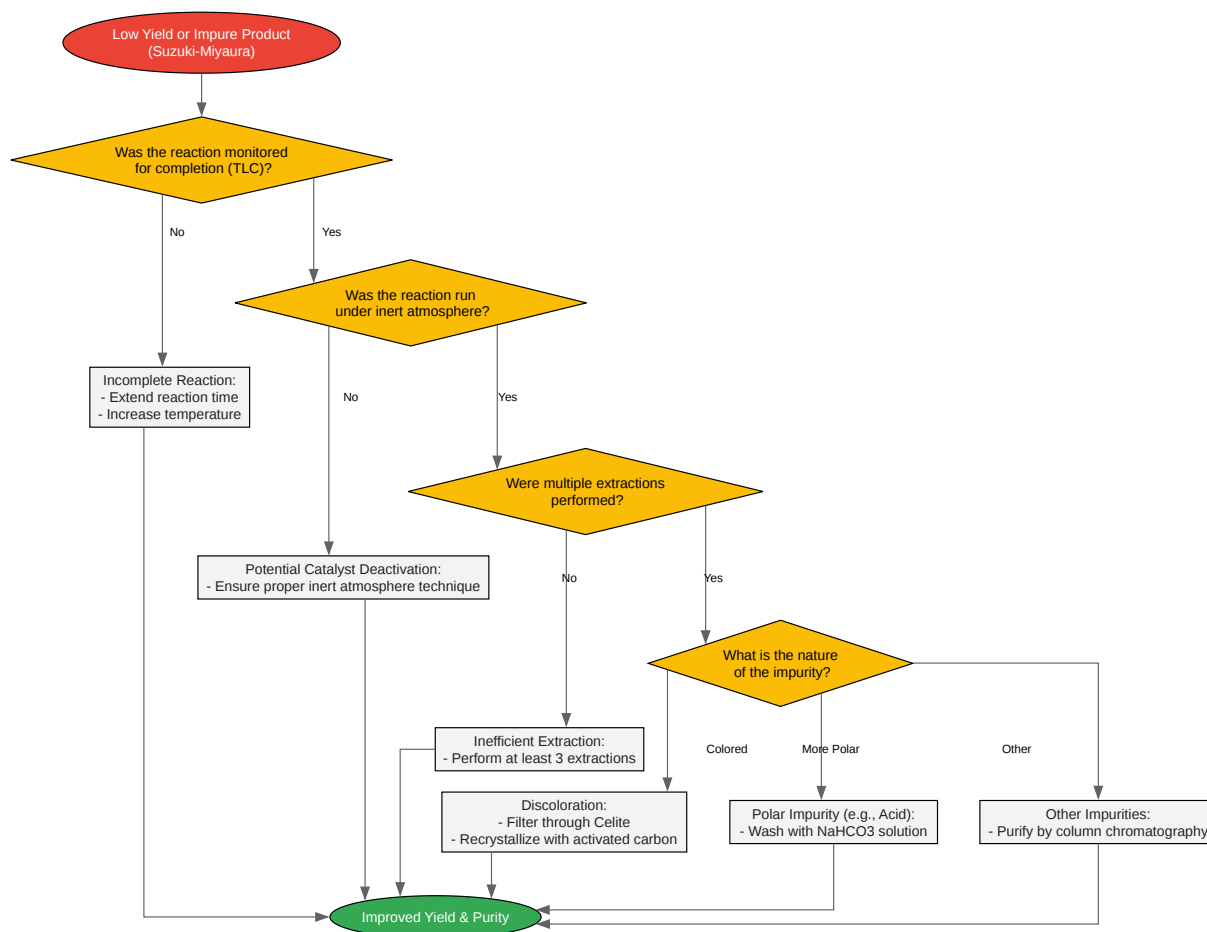 Low Yield or Impure Product
(Suzuki-Miyaura)
Was the reaction monitored
for completion (TLC)?
No
Yes
Was the reaction run
under inert atmosphere?
Incomplete Reaction:
- Extend reaction time
- Increase temperature
No
Yes
Were multiple extractions
performed?
Potential Catalyst Deactivation:
- Ensure proper inert atmosphere technique
No
Yes
What is the nature
of the impurity?
Inefficient Extraction:
- Perform at least 3 extractions
Colored
More Polar
Other
Discoloration:
- Filter through Celite
- Recrystallize with activated carbon
Polar Impurity (e.g., Acid):
- Wash with NaHCO3 solution
Other Impurities:
- Purify by column chromatography
Improved Yield & Purity